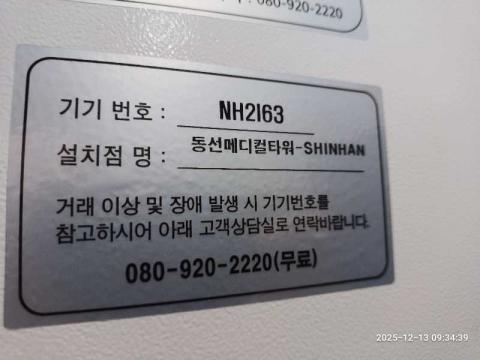 080-920-2220
기기 번호 : NH2163
설치점 명 : 동선메디컬타워-SHINHAN
거래 이상 및 장애 발생 시 기기번호를
참고하시어 아래 고객상담실로 연락바랍니다.
080-920-2220(무료)
2025-12-13 09:34:39